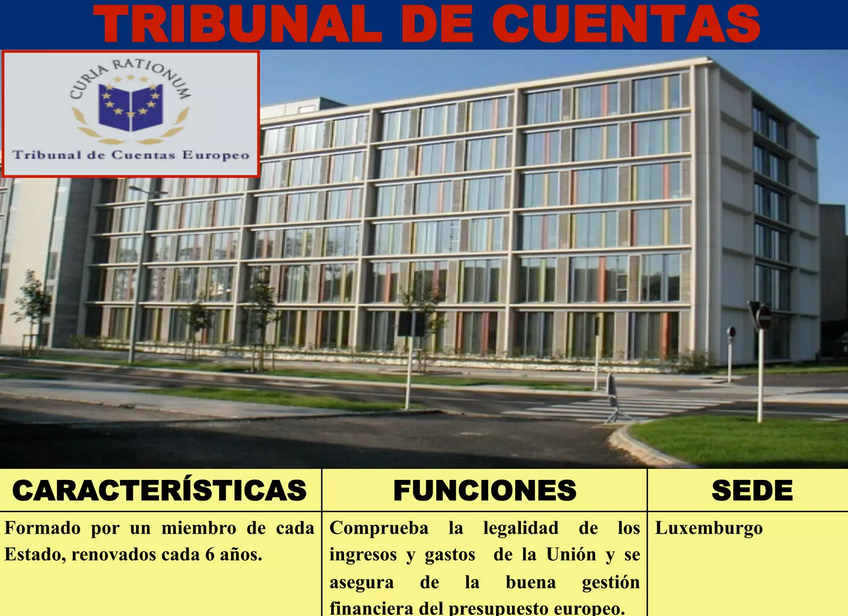 TRIBUNAL DE CUENTAS
CURIA RATIONUM
Tribunal de Cuentas Europeo
CARACTERÍSTICAS
FUNCIONES
SEDE
Formado por un miembro de cada
Estado, renovados cada 6 años.
Comprueba la legalidad de los
ingresos y gastos de la Unión y se
asegura de la buena gestión
financiera del presupuesto europeo.
Luxemburgo